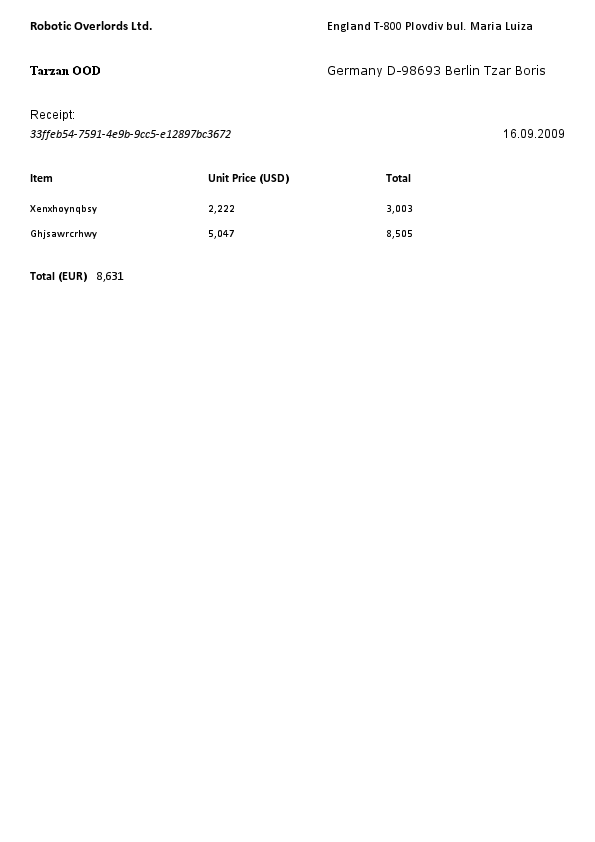 Robotic Overlords Ltd. England T-800 Plovdiv bul. Maria Luiza
Tarzan OOD Germany D-98693 Berlin Tzar Boris
Receipt:
33ffeb54-7591-4e9b-9cc5-e12897bc3672 16.09.2009
Item Unit Price (USD) Total
Xenxhoynqbsy 2,222 3,003
Ghjsawrcrhwy 5,047 8,505
Total (EUR) 8,631